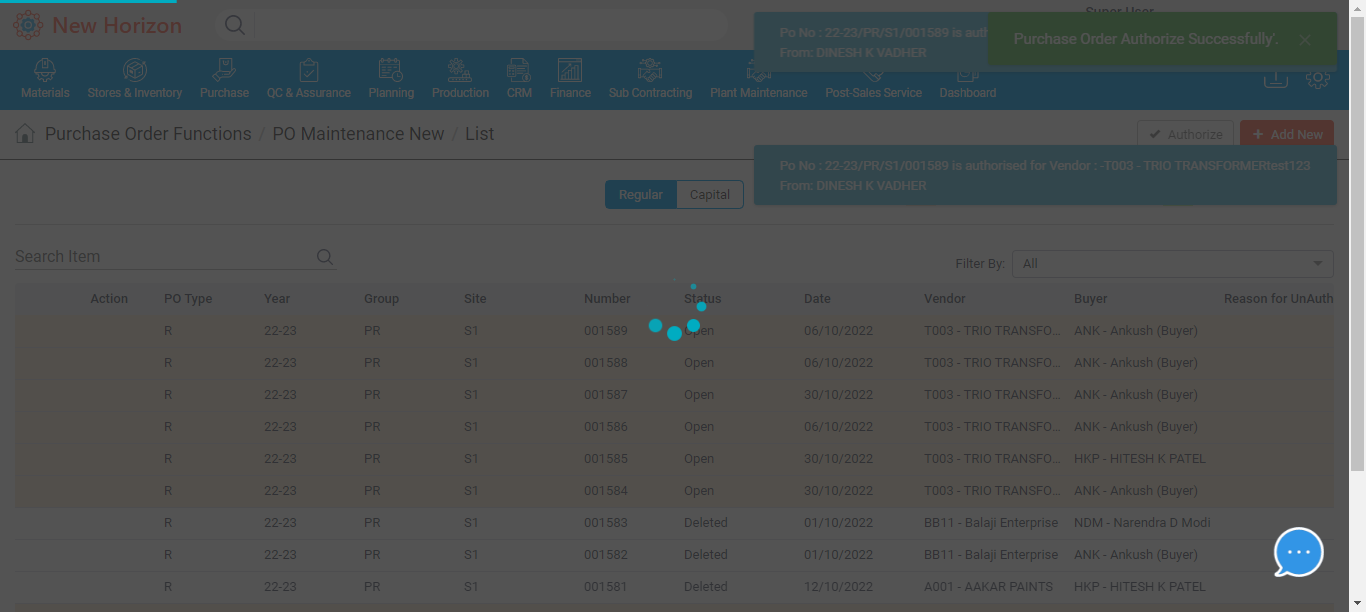 New Horizon
Super User
Po No : 22-23/PR/S1/001589 is auth
From: DINESH K VADHER
Purchase Order Authorize Successfully'.
Materials
Stores & Inventory
Purchase
QC & Assurance
Planning
Production
CRM
Finance
Sub Contracting
Plant Maintenance
Post-Sales Service
Dashboard
Purchase Order Functions / PO Maintenance New / List
Authorize
Add New
Po No : 22-23/PR/S1/001589 is authorised for Vendor : -T003 - TRIO TRANSFORMERtest123
From: DINESH K VADHER
Regular Capital
Search Item
Filter By: All
Action PO Type Year Group Site Number Status Date Vendor Buyer Reason for UnAuth
R 22-23 PR S1 001589 Open 06/10/2022 T003 - TRIO TRANSFO... ANK - Ankush (Buyer)
R 22-23 PR S1 001588 Open 06/10/2022 T003 - TRIO TRANSFO... ANK - Ankush (Buyer)
R 22-23 PR S1 001587 Open 30/10/2022 T003 - TRIO TRANSFO... ANK - Ankush (Buyer)
R 22-23 PR S1 001586 Open 06/10/2022 T003 - TRIO TRANSFO... ANK - Ankush (Buyer)
R 22-23 PR S1 001585 Open 30/10/2022 T003 - TRIO TRANSFO... HKP - HITESH K PATEL
R 22-23 PR S1 001584 Open 30/10/2022 T003 - TRIO TRANSFO... ANK - Ankush (Buyer)
R 22-23 PR S1 001583 Deleted 01/10/2022 BB11 - Balaji Enterprise NDM - Narendra D Modi
R 22-23 PR S1 001582 Deleted 01/10/2022 BB11 - Balaji Enterprise ANK - Ankush (Buyer)
R 22-23 PR S1 001581 Deleted 12/10/2022 A001 - AAKAR PAINTS HKP - HITESH K PATEL